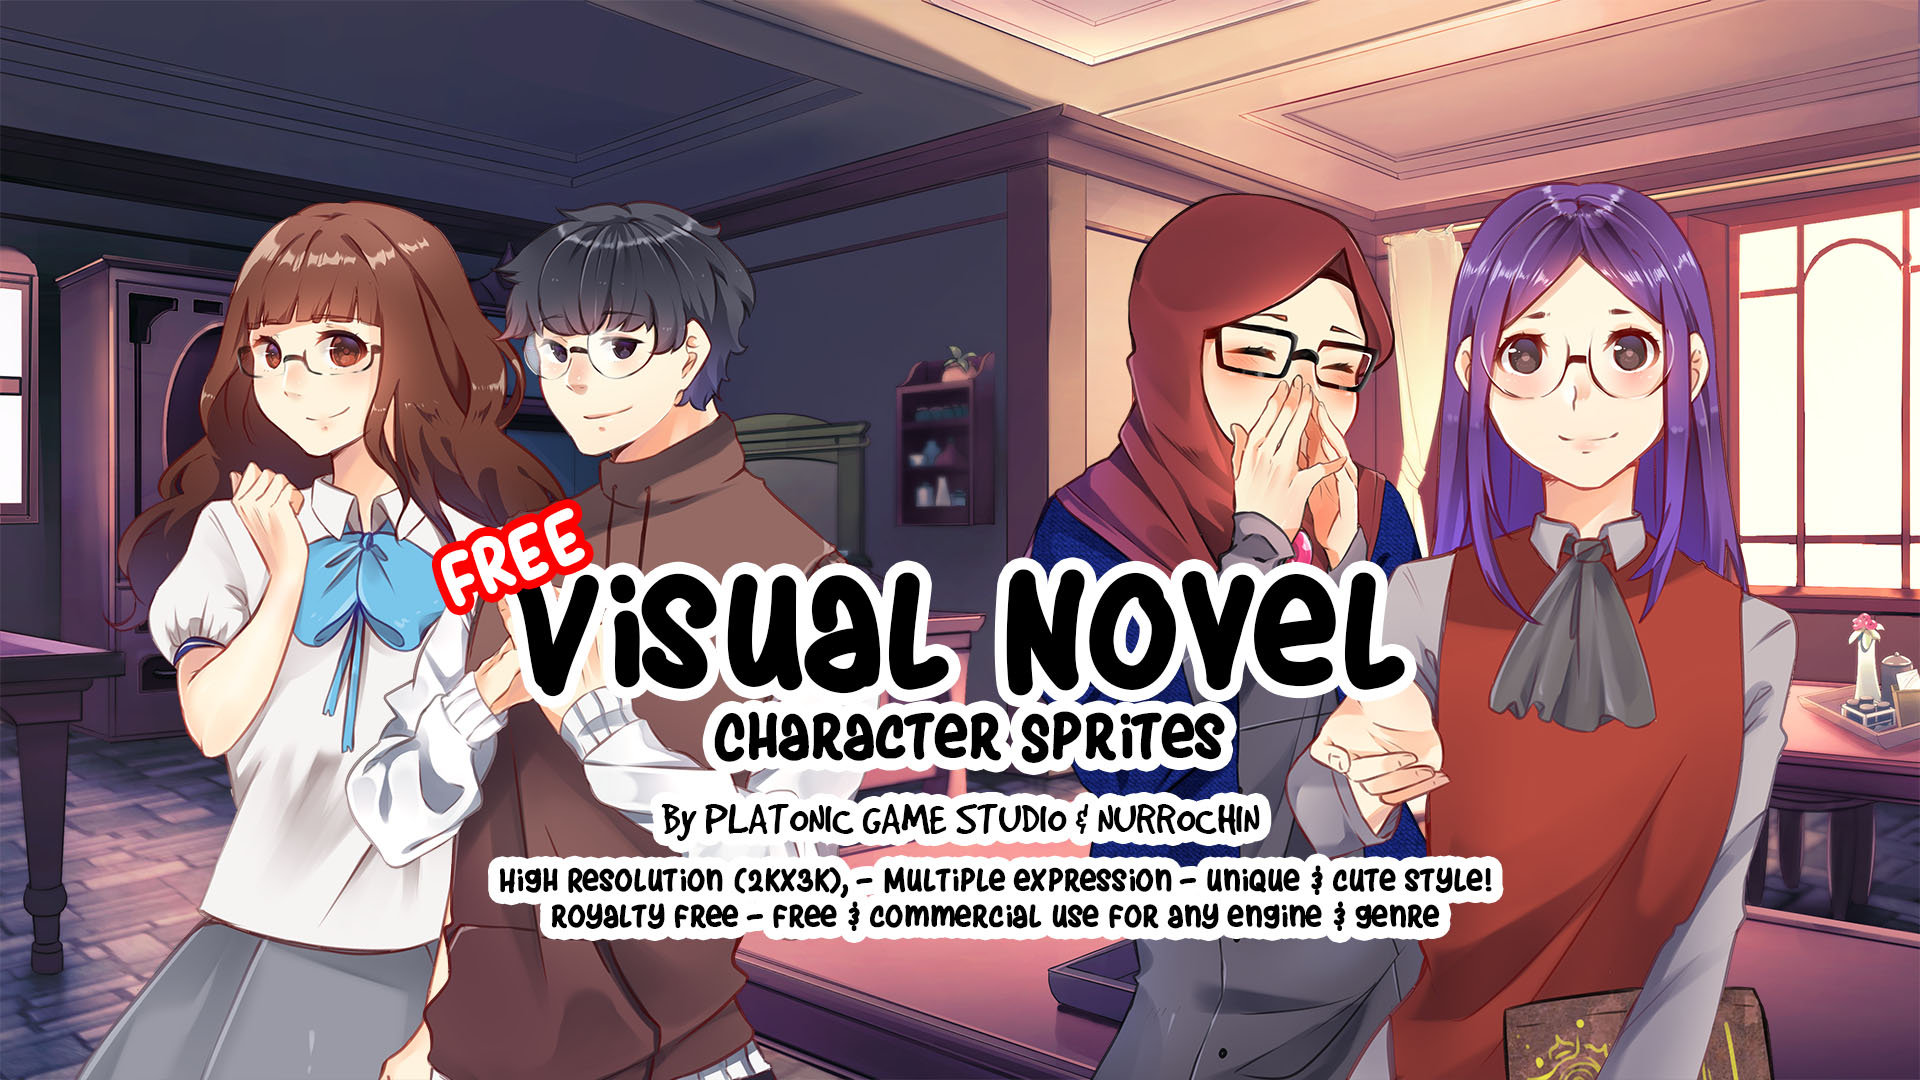 FREE
Visual Novel
Character Sprites
By PLATONIC GAME STUDIO & NURROCHIN
High Resolution (2Kx3K), - Multiple Expression - Unique & Cute Style!
Royalty Free - Free & Commercial Use For Any Engine & Genre